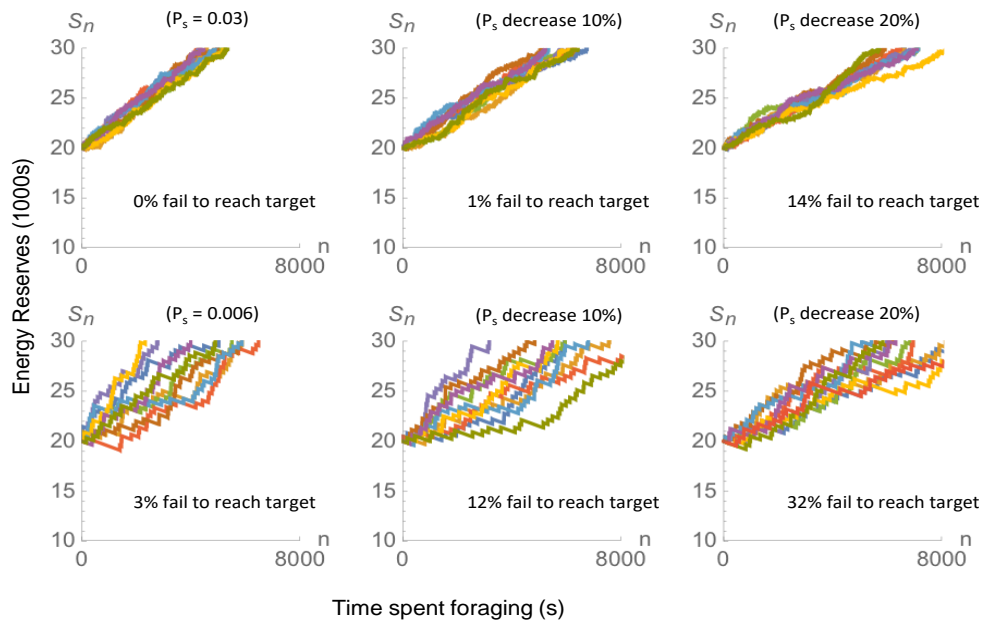 Sn (Ps = 0.03)
30
25
20
15
10
0% fail to reach target
n
0 8000
Sn (Ps decrease 10%)
30
25
20
15
10
1% fail to reach target
n
0 8000
Sn (Ps decrease 20%)
30
25
20
15
10
14% fail to reach target
n
0 8000
Energy Reserves (1000s)
Sn (Ps = 0.006)
30
25
20
15
10
3% fail to reach target
n
0 8000
Sn (Ps decrease 10%)
30
25
20
15
10
12% fail to reach target
n
0 8000
Sn (Ps decrease 20%)
30
25
20
15
10
32% fail to reach target
n
0 8000
Time spent foraging (s)